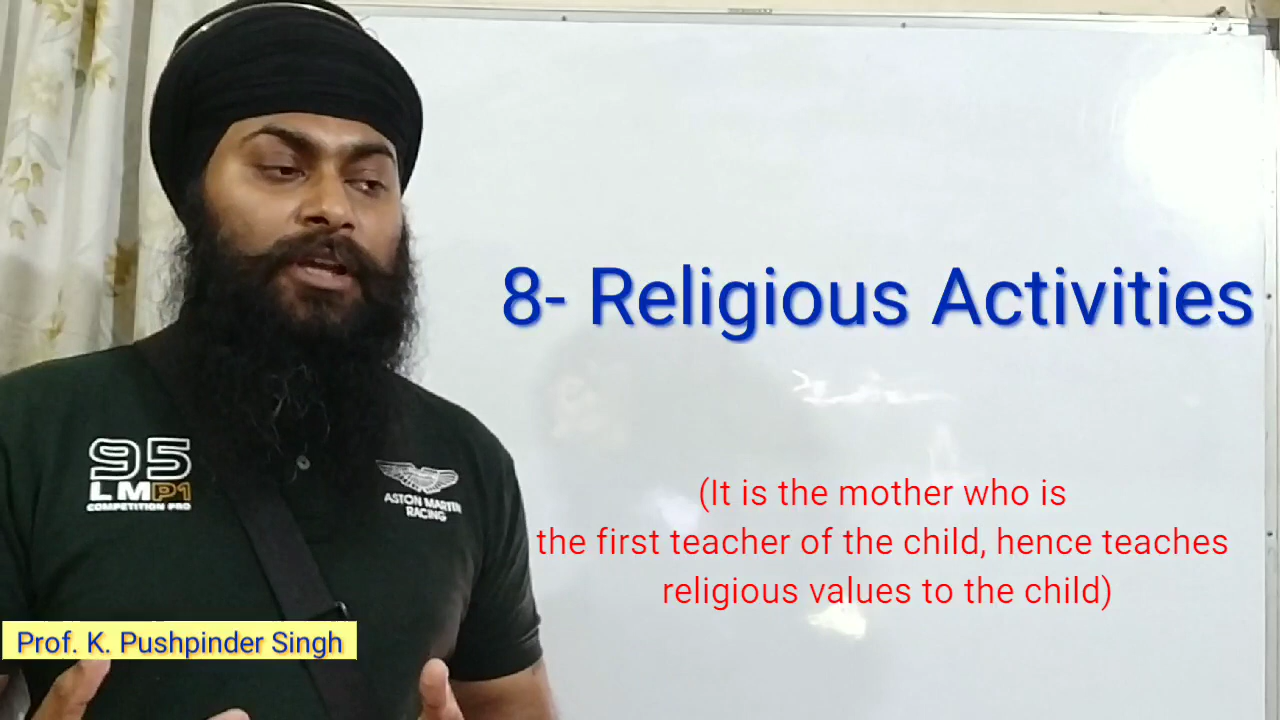 8- Religious Activities
(It is the mother who is
the first teacher of the child, hence teaches
religious values to the child)
95
LMP1
COMPETITION PRO
ASTON MARTIN
RACING
Prof. K. Pushpinder Singh